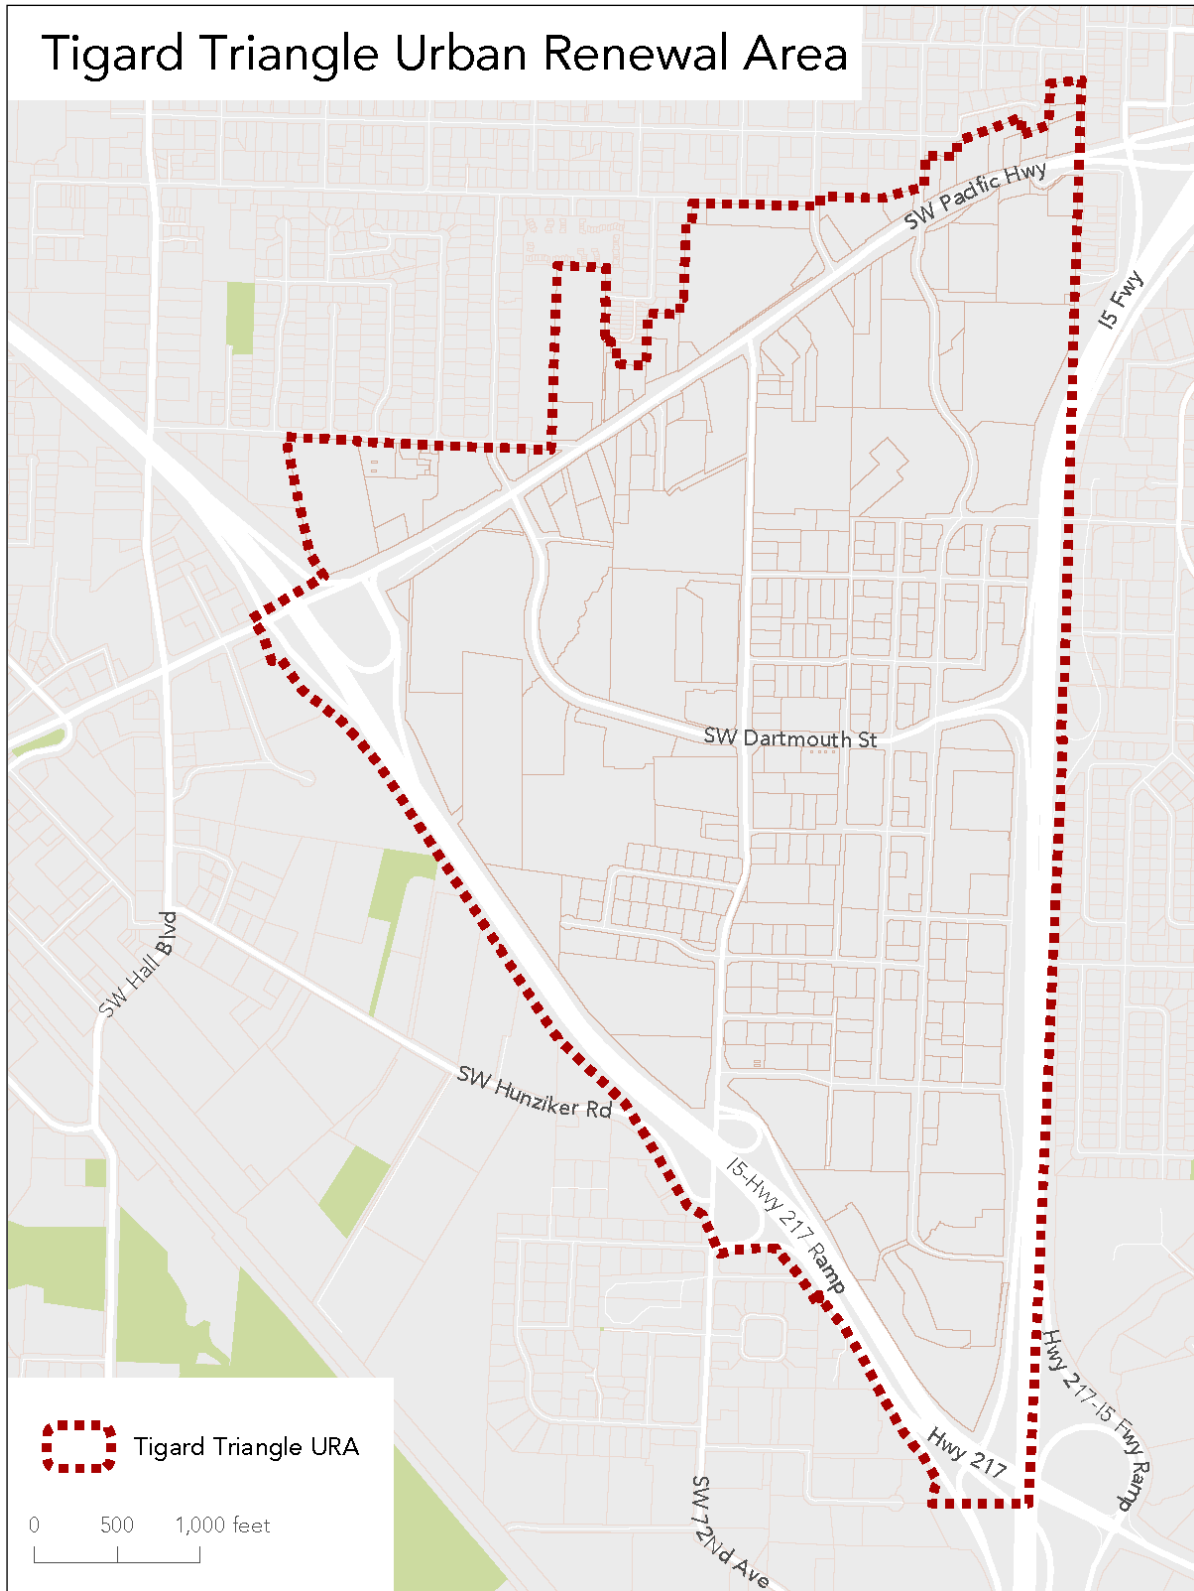 Tigard Triangle Urban Renewal Area
SW Pacific Hwy
I5 Fwy
SW Dartmouth St
SW Hall Blvd
SW Hunziker Rd
I5-Hwy 217 Ramp
Hwy 217-I5 Fwy Ramp
Hwy 217
SW 72Nd Ave
Tigard Triangle URA
0 500 1,000 feet